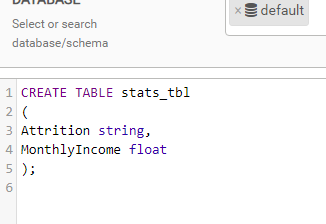 DATABASE
Select or search
database/schema
× default
1 CREATE TABLE stats_tbl
2 (
3 Attrition string,
4 MonthlyIncome float
5 );
6